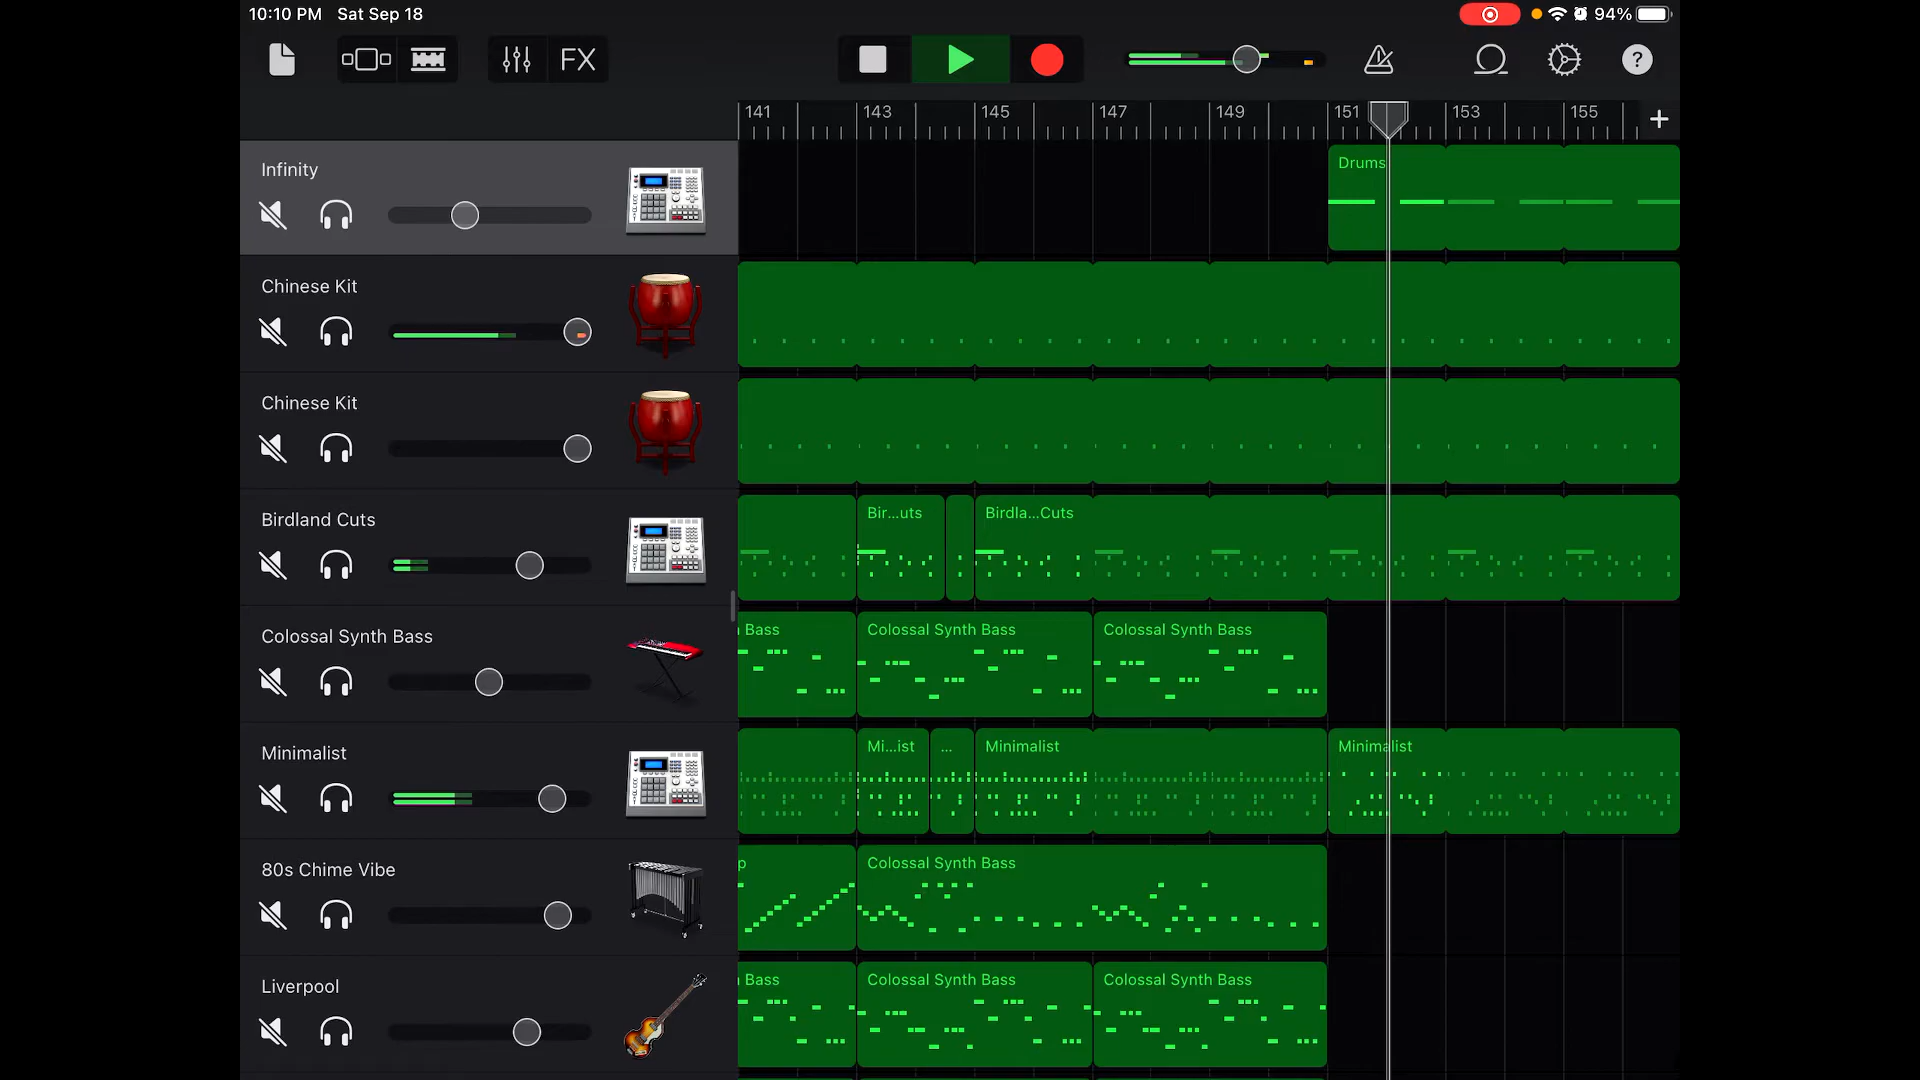 10:10 PM Sat Sep 18
94%
FX
?
141 143 145 147 149 151 153 155
+
Infinity
Drums
Chinese Kit
Chinese Kit
Birdland Cuts
Bir...uts
Birdla...Cuts
Colossal Synth Bass
Bass
Colossal Synth Bass
Colossal Synth Bass
Minimalist
Mi...ist
...
Minimalist
Minimalist
80s Chime Vibe
p
Colossal Synth Bass
Liverpool
Bass
Colossal Synth Bass
Colossal Synth Bass